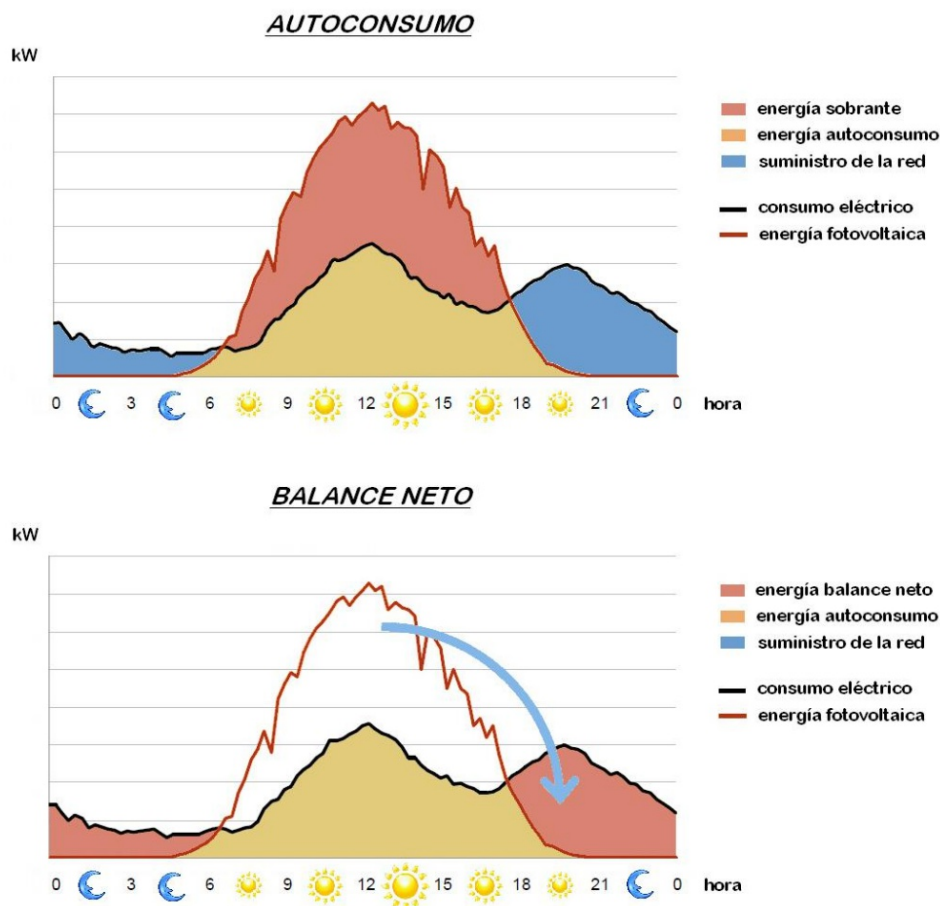 AUTOCONSUMO
kW
energía sobrante
energía autoconsumo
suministro de la red
consumo eléctrico
energía fotovoltaica
0 3 6 9 12 15 18 21 0 hora
BALANCE NETO
kW
energía balance neto
energía autoconsumo
suministro de la red
consumo eléctrico
energía fotovoltaica
0 3 6 9 12 15 18 21 0 hora